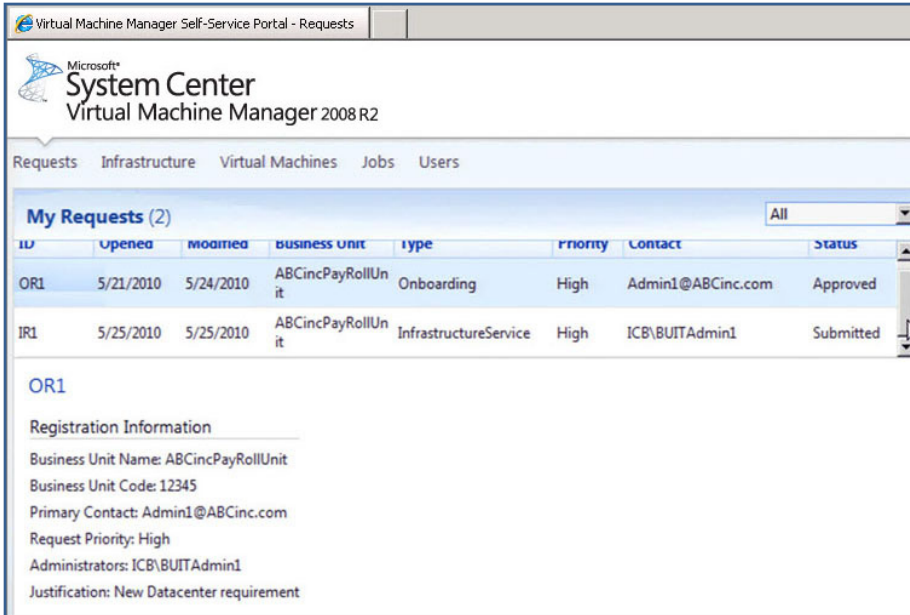 Virtual Machine Manager Self-Service Portal - Requests
Microsoft®
System Center
Virtual Machine Manager 2008 R2
Requests Infrastructure Virtual Machines Jobs Users
My Requests (2) All
ID Opened Modified Business Unit Type Priority Contact Status
OR1 5/21/2010 5/24/2010 ABCincPayRollUn Onboarding High Admin1@ABCinc.com Approved
it
IR1 5/25/2010 5/25/2010 ABCincPayRollUn InfrastructureService High ICB\BUITAdmin1 Submitted
it
OR1
Registration Information
Business Unit Name: ABCincPayRollUnit
Business Unit Code: 12345
Primary Contact: Admin1@ABCinc.com
Request Priority: High
Administrators: ICB\BUITAdmin1
Justification: New Datacenter requirement